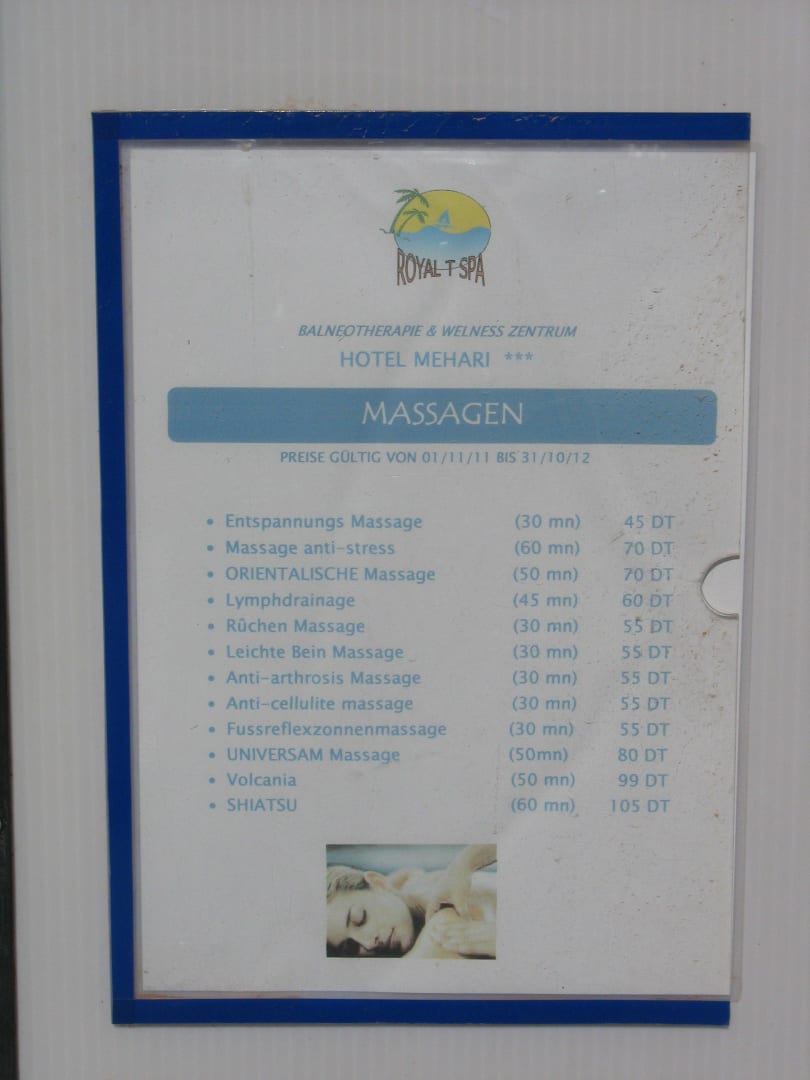 ROYAL T SPA
BALNEOTHERAPIE & WELNESS ZENTRUM
HOTEL MEHARI ***
MASSAGEN
PREISE GÜLTIG VON 01/11/11 BIS 31/10/12
• Entspannungs Massage (30 mn) 45 DT
• Massage anti-stress (60 mn) 70 DT
• ORIENTALISCHE Massage (50 mn) 70 DT
• Lymphdrainage (45 mn) 60 DT
• Rûchen Massage (30 mn) 55 DT
• Leichte Bein Massage (30 mn) 55 DT
• Anti-arthrosis Massage (30 mn) 55 DT
• Anti-cellulite massage (30 mn) 55 DT
• Fussreflexzonnenmassage (30 mn) 55 DT
• UNIVERSAM Massage (50mn) 80 DT
• Volcania (50 mn) 99 DT
• SHIATSU (60 mn) 105 DT